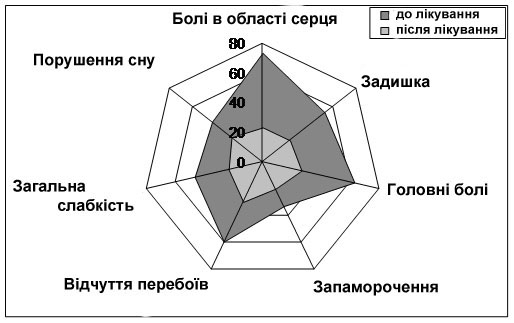 Болі в області серця
до лікування
після лікування
80
60
40
20
0
Порушення сну
Задишка
Загальна
слабкість
Головні болі
Відчуття перебоїв
Запаморочення